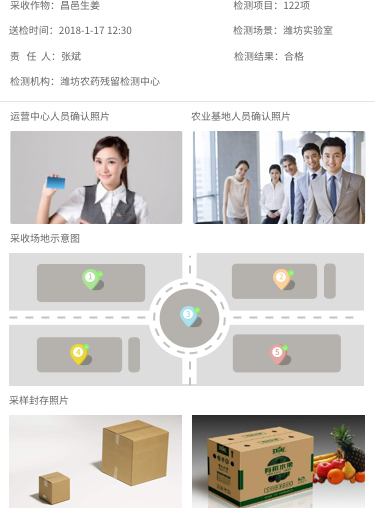 采收作物：昌邑生姜
检测项目：122项
送检时间：2018-1-17 12:30
检测场景：潍坊实验室
责 任 人：张斌
检测结果：合格
检测机构：潍坊农药残留检测中心
运营中心人员确认照片
农业基地人员确认照片
采收场地示意图
1
2
3
4
5
采样封存照片
有机苹果